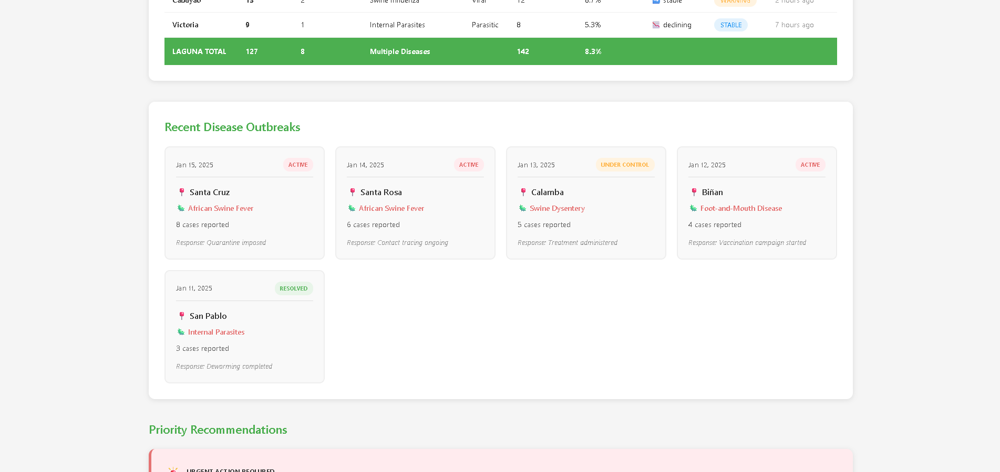 Cabuyao 13 2 Swine Influenza Viral 12 6.7% stable WARNING 2 hours ago
Victoria 9 1 Internal Parasites Parasitic 8 5.3% declining STABLE 7 hours ago
LAGUNA TOTAL 127 8 Multiple Diseases 142 8.3%
Recent Disease Outbreaks
Jan 15, 2025 ACTIVE
Santa Cruz
African Swine Fever
8 cases reported
Response: Quarantine imposed
Jan 14, 2025 ACTIVE
Santa Rosa
African Swine Fever
6 cases reported
Response: Contact tracing ongoing
Jan 13, 2025 UNDER CONTROL
Calamba
Swine Dysentery
5 cases reported
Response: Treatment administered
Jan 12, 2025 ACTIVE
Biñan
Foot-and-Mouth Disease
4 cases reported
Response: Vaccination campaign started
Jan 11, 2025 RESOLVED
San Pablo
Internal Parasites
3 cases reported
Response: Deworming completed
Priority Recommendations
URGENT ACTION REQUIRED